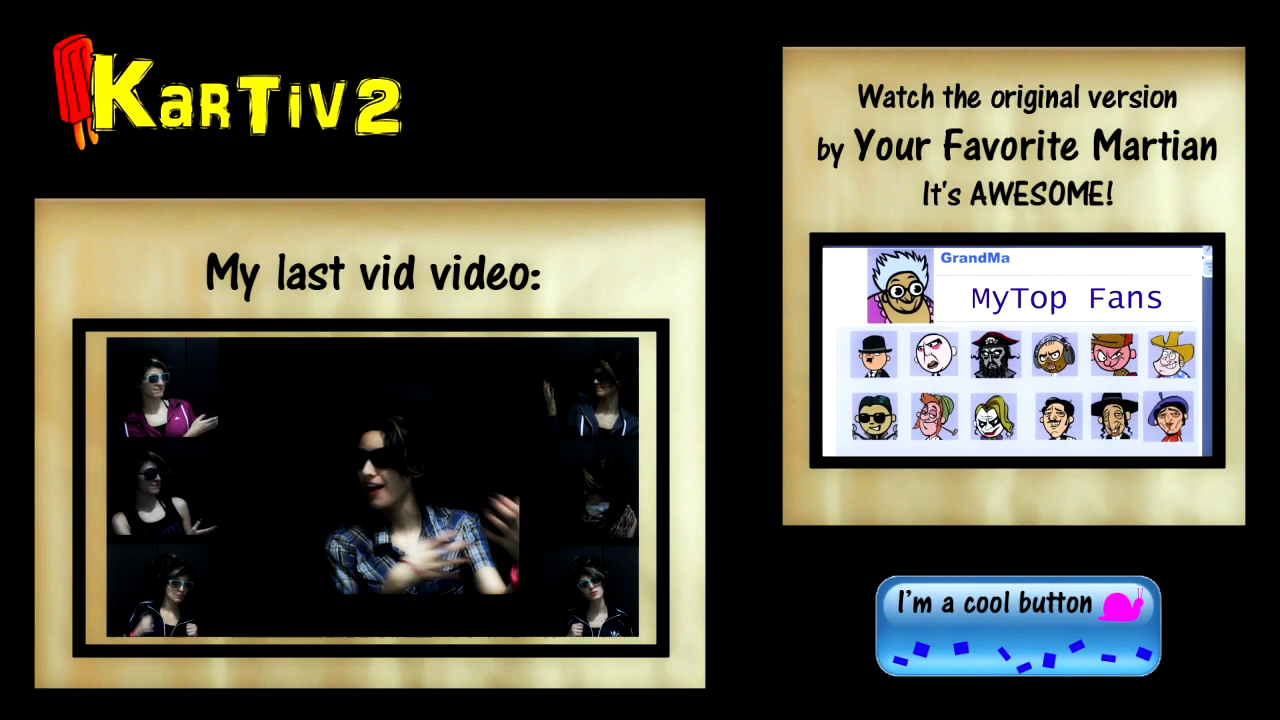 KarTiV2
My last vid video:
Watch the original version
by Your Favorite Martian
It's AWESOME!
GrandMa
MyTop Fans
I'm a cool button